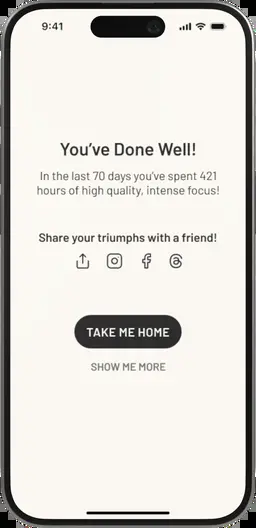 9:41
You've Done Well!
In the last 70 days you've spent 421
hours of high quality, intense focus!
Share your triumphs with a friend!
TAKE ME HOME
SHOW ME MORE